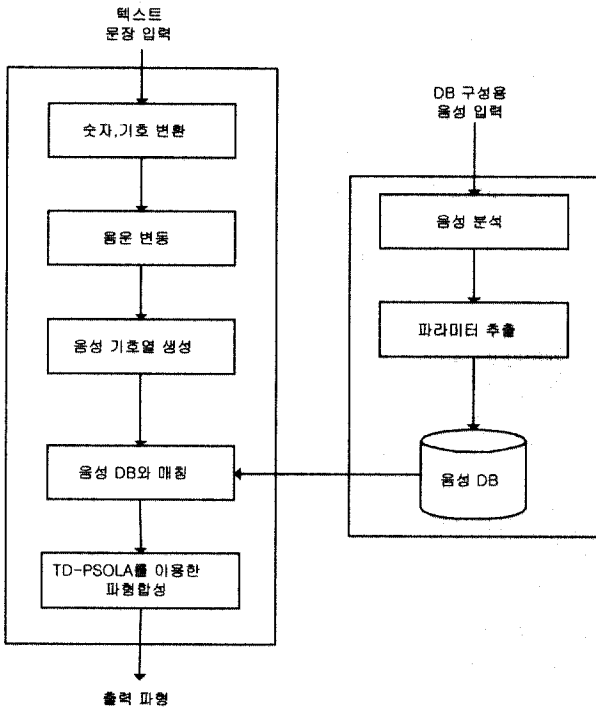 텍스트
문장 입력
숫자,기호 변환
음운 변동
음성 기호열 생성
음성 DB와 매칭
TD-PSOLA를 이용한
파형합성
출력 파형
DB 구성용
음성 입력
음성 분석
파라미터 추출
음성 DB